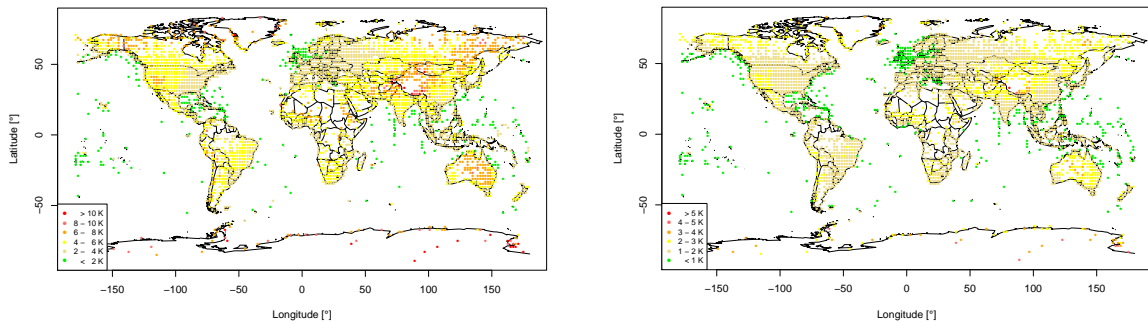 50
0
−50
Latitude [°]
> 10 K
8 − 10 K
6 − 8 K
4 − 6 K
2 − 4 K
< 2 K
−150 −100 −50 0 50 100 150
Longitude [°]
50
0
−50
Latitude [°]
> 5 K
4 − 5 K
3 − 4 K
2 − 3 K
1 − 2 K
< 1 K
−150 −100 −50 0 50 100 150
Longitude [°]